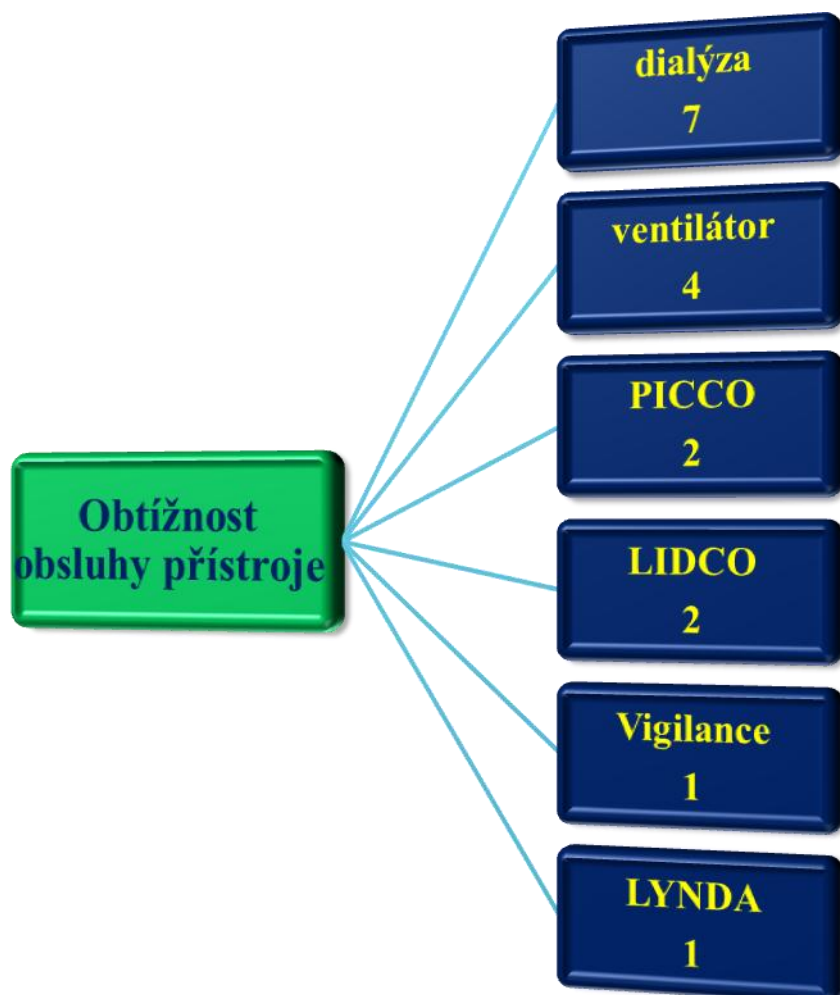 Obtížnost
obsluhy přístroje
dialýza
7
ventilátor
4
PICCO
2
LIDCO
2
Vigilance
1
LYNDA
1